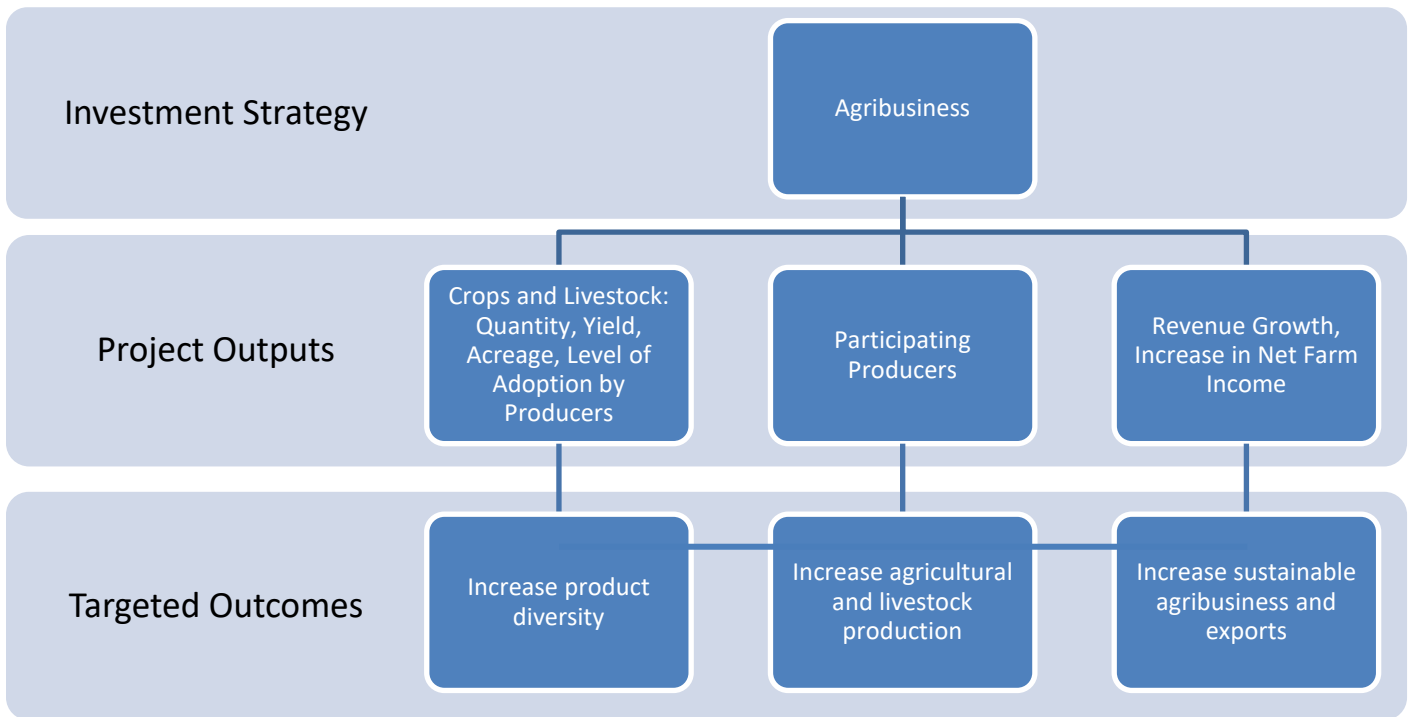 Investment Strategy
Agribusiness
Project Outputs
Crops and Livestock:
Quantity, Yield,
Acreage, Level of
Adoption by
Producers
Participating
Producers
Revenue Growth,
Increase in Net Farm
Income
Targeted Outcomes
Increase product
diversity
Increase agricultural
and livestock
production
Increase sustainable
agribusiness and
exports